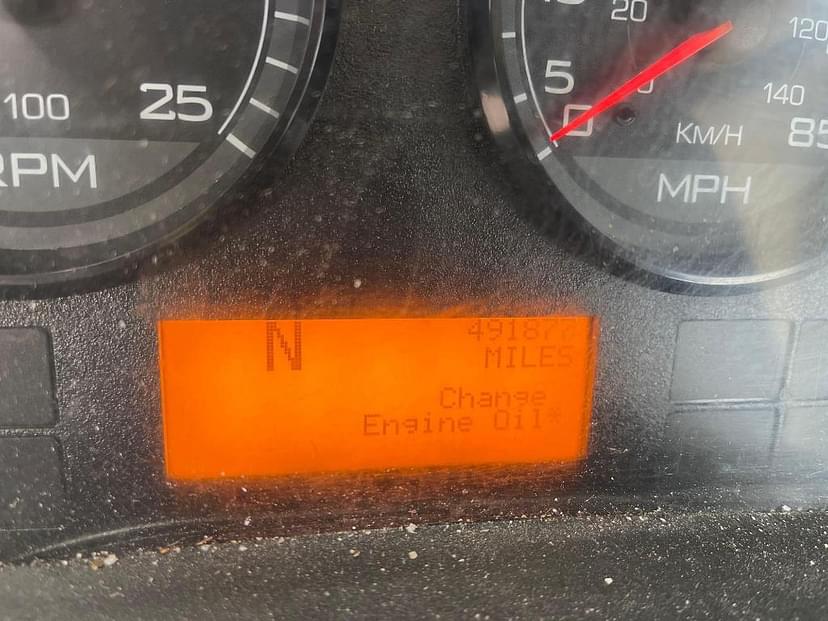 100
25
RPM
20
5
0
120
140
KM/H
85
MPH
N
MILES
Change
Engine Oil*